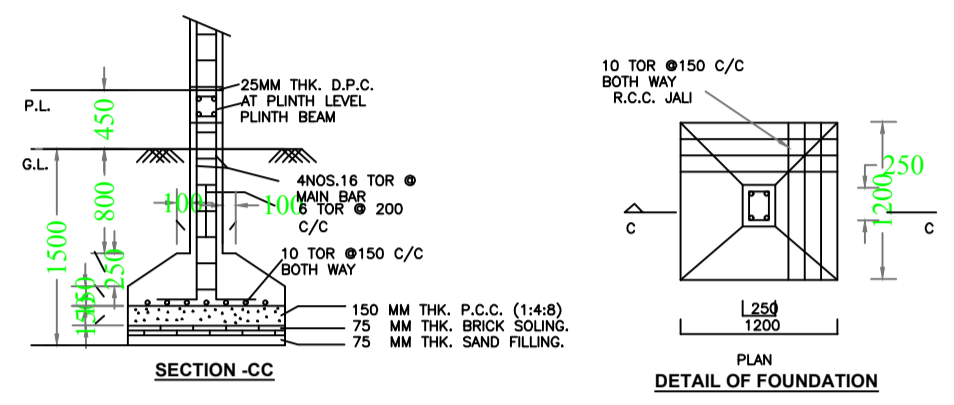 25MM THK. D.P.C.
AT PLINTH LEVEL
PLINTH BEAM
P.L.
450
G.L.
4NOS.16 TOR @
MAIN BAR
6 TOR @ 200
C/C
100
100
800
1500
250
10 TOR @150 C/C
BOTH WAY
150 MM THK. P.C.C. (1:4:8)
75 MM THK. BRICK SOLING.
75 MM THK. SAND FILLING.
SECTION -CC
10 TOR @150 C/C
BOTH WAY
R.C.C. JALI
250
1200
C
C
250
1200
PLAN
DETAIL OF FOUNDATION